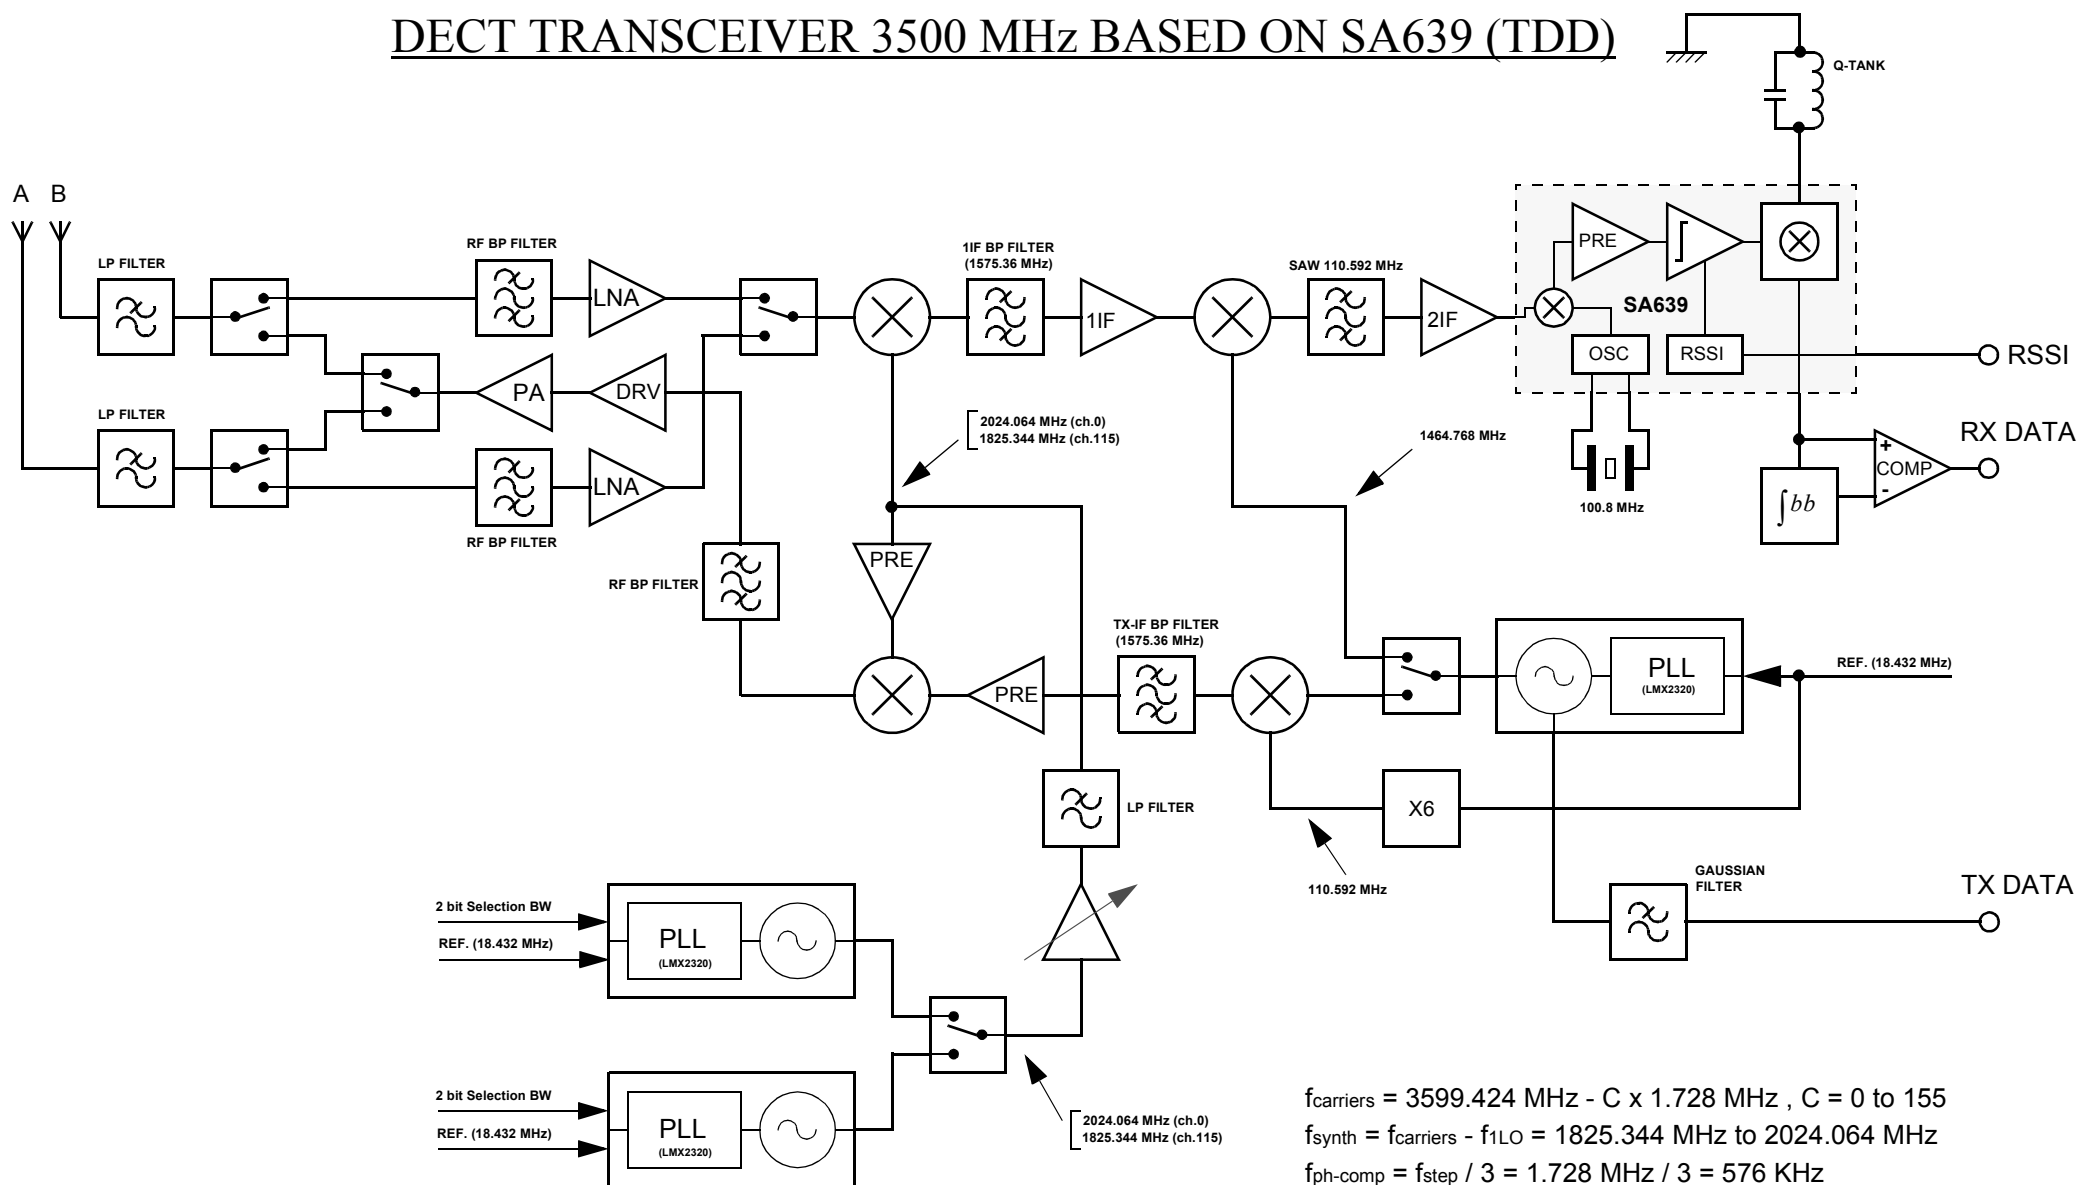 DECT TRANSCEIVER 3500 MHz BASED ON SA639 (TDD)
Q-TANK
A B
LP FILTER
RF BP FILTER
LNA
1IF BP FILTER
(1575.36 MHz)
1IF
SAW 110.592 MHz
2IF
PRE
SA639
OSC
RSSI
RSSI
100.8 MHz
RX DATA
+
COMP
-
∫bb
LP FILTER
PA
DRV
LNA
RF BP FILTER
2024.064 MHz (ch.0)
1825.344 MHz (ch.115)
1464.768 MHz
PRE
RF BP FILTER
PRE
TX-IF BP FILTER
(1575.36 MHz)
PLL
(LMX2320)
REF. (18.432 MHz)
LP FILTER
X6
110.592 MHz
GAUSSIAN
FILTER
TX DATA
2 bit Selection BW
REF. (18.432 MHz)
PLL
(LMX2320)
2 bit Selection BW
REF. (18.432 MHz)
PLL
(LMX2320)
2024.064 MHz (ch.0)
1825.344 MHz (ch.115)
fcarriers = 3599.424 MHz - C x 1.728 MHz , C = 0 to 155
fsynth = fcarriers - f1LO = 1825.344 MHz to 2024.064 MHz
fph-comp = fstep / 3 = 1.728 MHz / 3 = 576 KHz